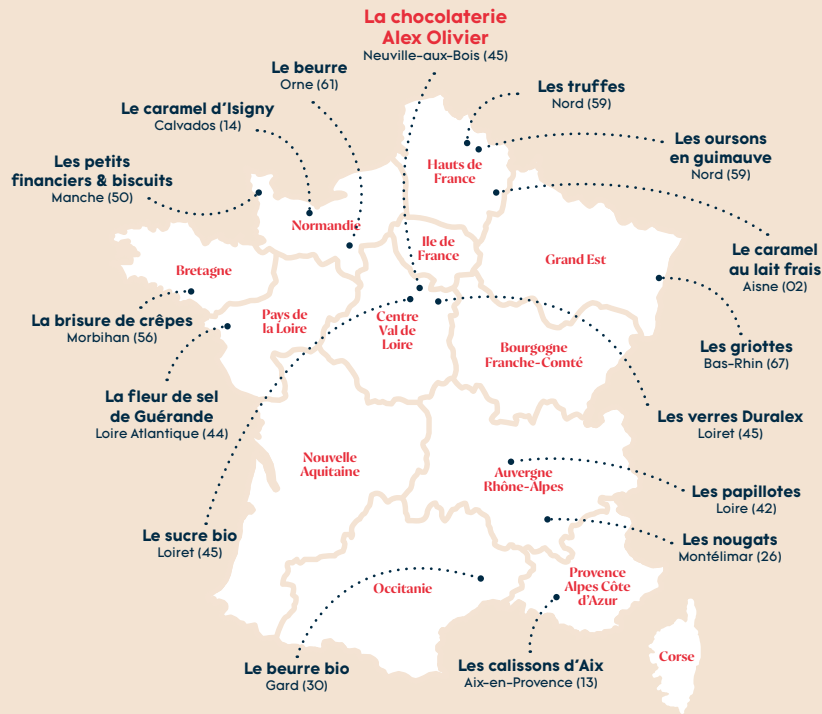 La chocolaterie
Alex Olivier
Neuville-aux-Bois (45)
Le beurre
Orne (61)
Les truffes
Nord (59)
Le caramel d'Isigny
Calvados (14)
Les oursons
en guimauve
Nord (59)
Les petits
financiers & biscuits
Manche (50)
Hauts de
France
Normandie
Ile de
France
Grand Est
Le caramel
au lait frais
Aisne (02)
Bretagne
La brisure de crêpes
Morbihan (56)
Pays de
la Loire
Centre
Val de
Loire
Bourgogne
Franche-Comté
Les griottes
Bas-Rhin (67)
La fleur de sel
de Guérande
Loire Atlantique (44)
Les verres Duralex
Loiret (45)
Nouvelle
Aquitaine
Auvergne
Rhône-Alpes
Les papillotes
Loire (42)
Le sucre bio
Loiret (45)
Les nougats
Montélimar (26)
Occitanie
Provence
Alpes Côte
d'Azur
Corse
Le beurre bio
Gard (30)
Les calissons d'Aix
Aix-en-Provence (13)